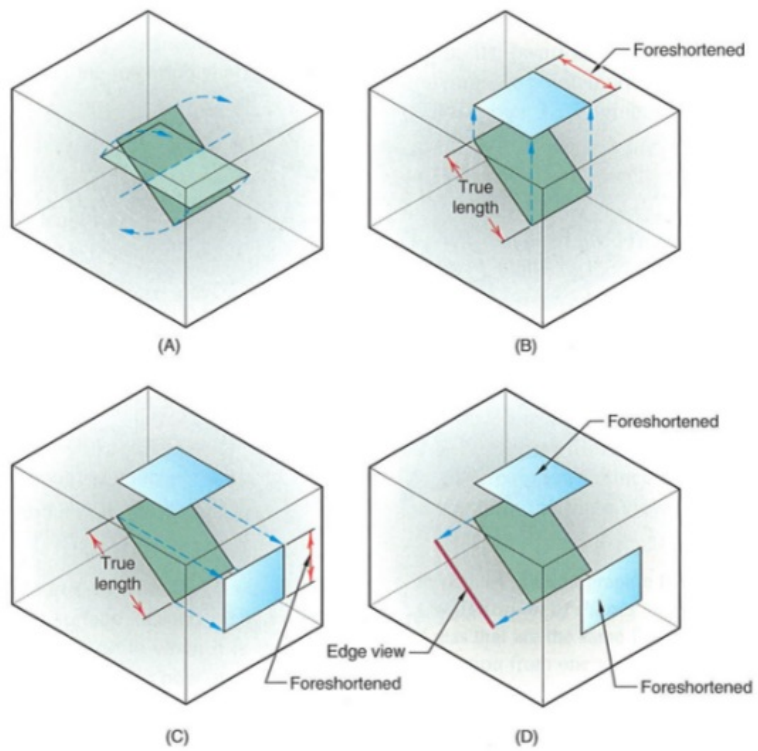 Foreshortened
True
length
(A)
(B)
Foreshortened
True
length
Edge view
Foreshortened
Foreshortened
(C)
(D)